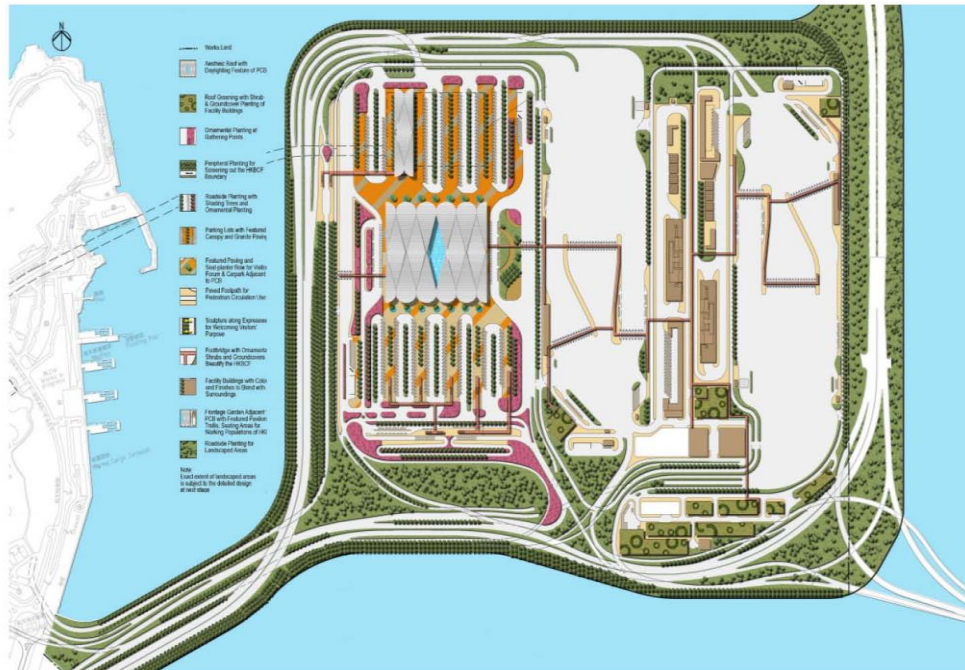 N
Works Limit
Aesthetic Roof with
Daylighting Feature of PCB
Roof Greening with Shrub
& Groundcover Planting of
Facility Buildings
Ornamental Planting at
Gathering Points
Peripheral Planting for
Screening out the HKBCF
Boundary
Roadside Planting with
Shading Trees and
Ornamental Planting
Parking Lots with Featured
Canopy and Granite Paving
Featured Paving and
Tree planter Row for Visitor
Forum & Carpark Adjacent
to PCB
Paved Footpath for
Pedestrian Circulation Use
Sculpture along Expressway
for Welcoming Visitors'
Purpose
Footbridge with Ornamental
Shrubs and Groundcovers
Beautify the HKBCF
Facility Buildings with Color
and Finishes to Blend with
Surroundings
Frontage Garden Adjacent
PCB with Featured Pavilion
Trellis, Seating Areas for
Working Populations of HKI
Roadside Planting for
Landscaped Areas
Note
Exact extent of landscaped areas
is subject to the detailed design
at next stage